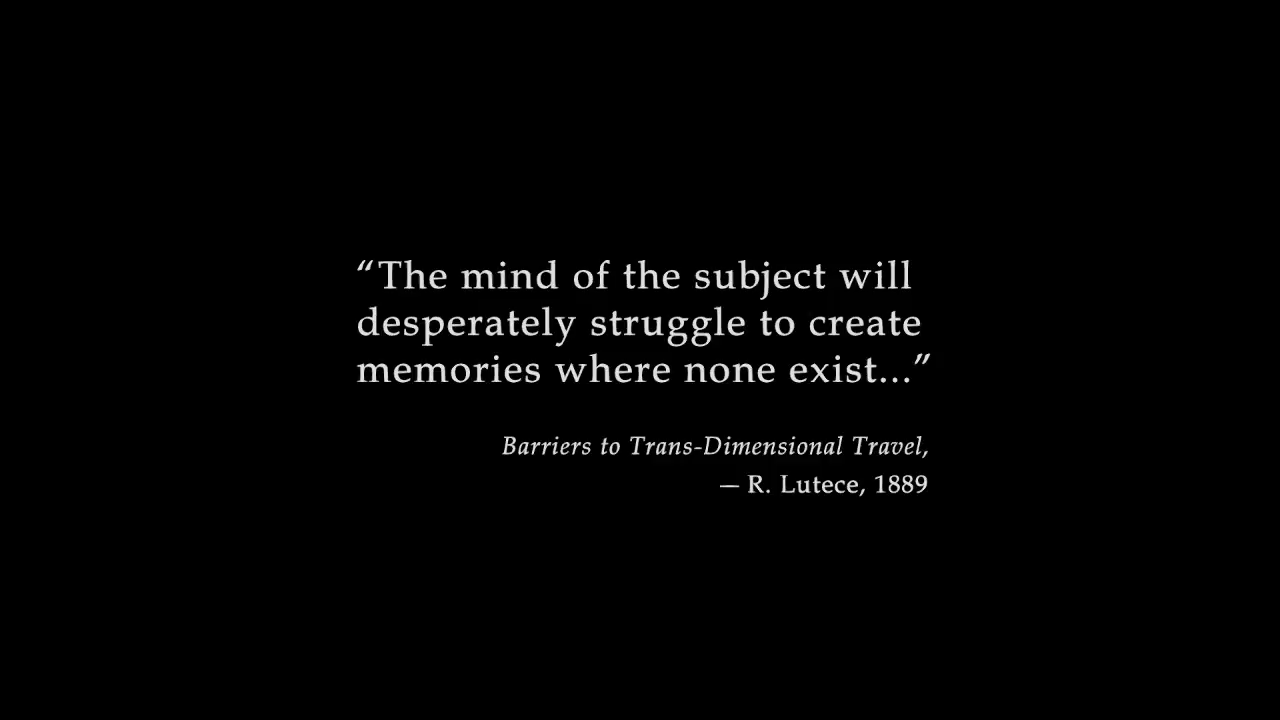 “The mind of the subject will
desperately struggle to create
memories where none exist...”
Barriers to Trans-Dimensional Travel,
— R. Lutece, 1889